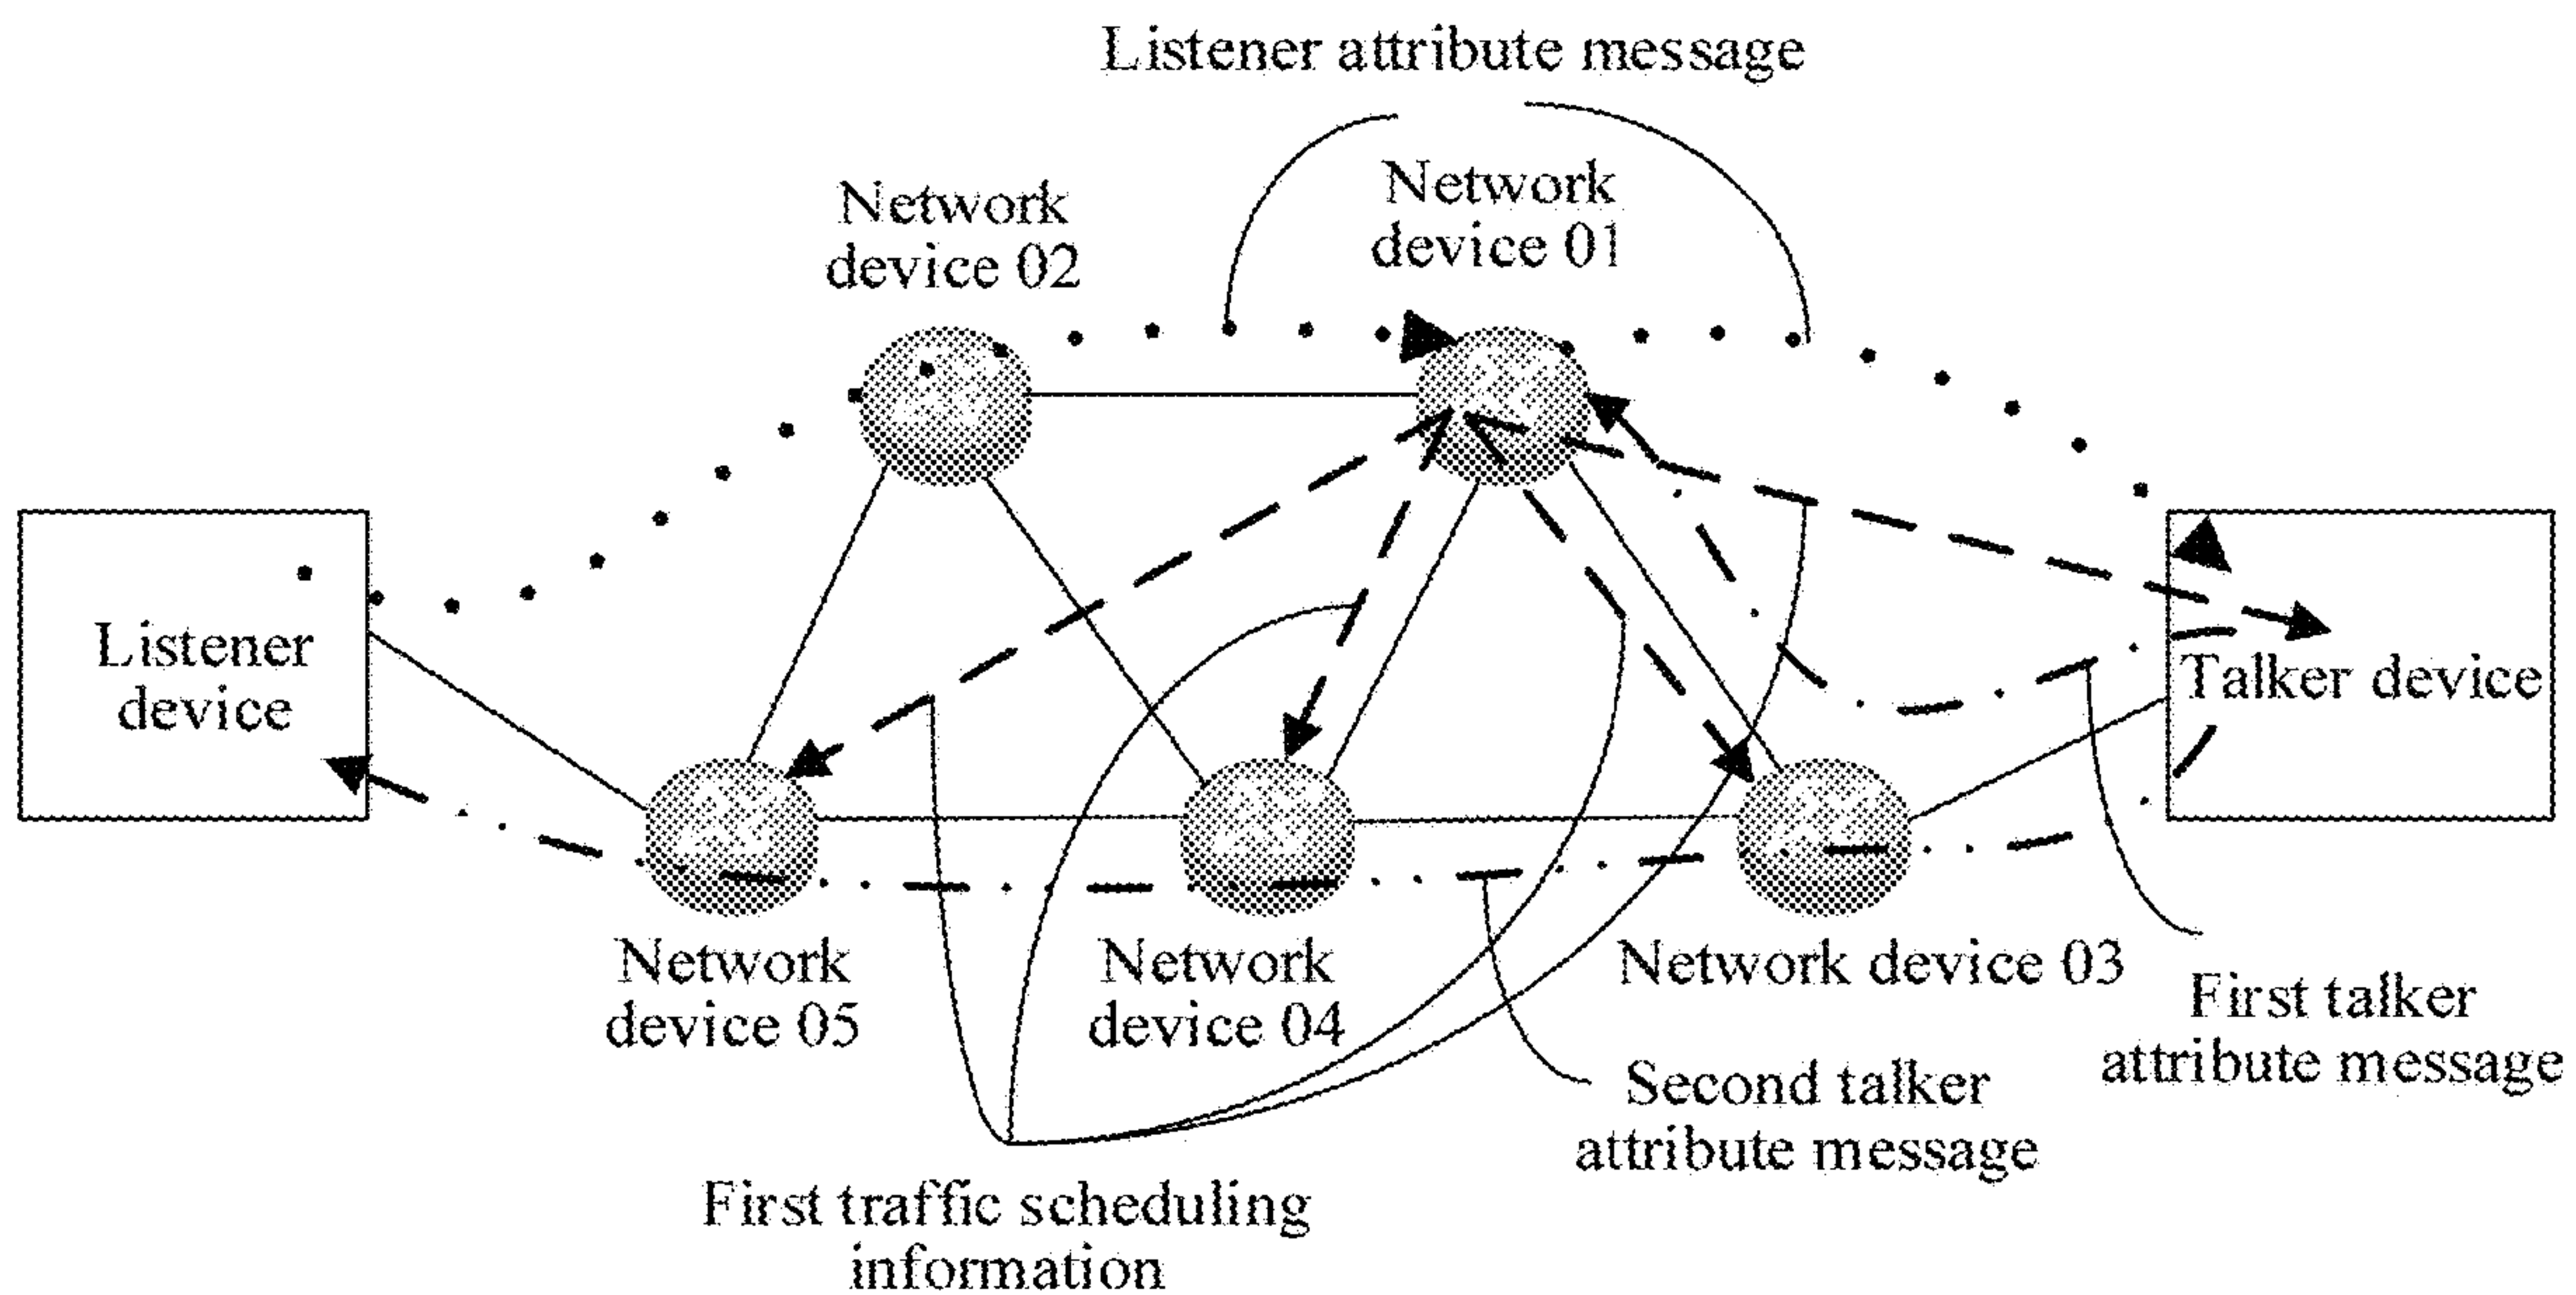 Listener attribute message
Network
device 02
Network
device 01
Listener
device
Talker device
Network
device 05
Network
device 04
Network device 03
First talker
attribute message
Second talker
attribute message
First traffic scheduling
information